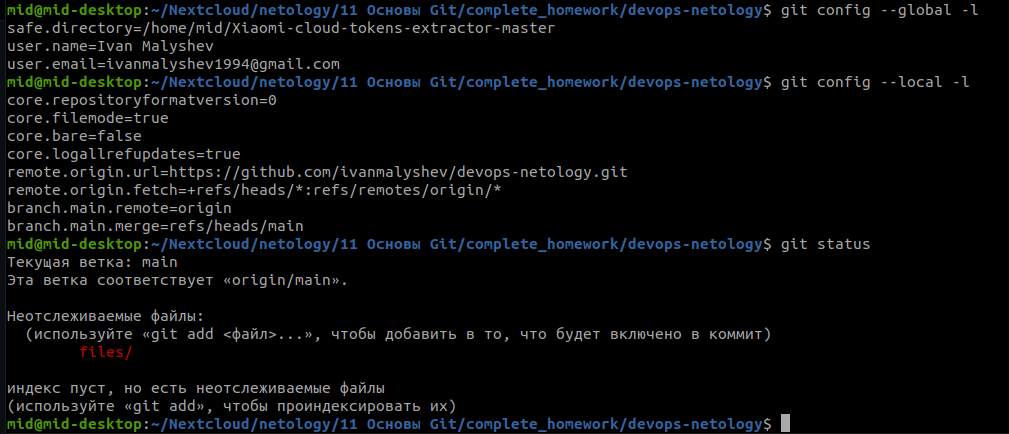 mid@mid-desktop:~/Nextcloud/netology/11 Основы Git/complete_homework/devops-netology$ git config --global -l
safe.directory=/home/mid/Xiaomi-cloud-tokens-extractor-master
user.name=Ivan Malyshev
user.email=ivanmalyshev1994@gmail.com
mid@mid-desktop:~/Nextcloud/netology/11 Основы Git/complete_homework/devops-netology$ git config --local -l
core.repositoryformatversion=0
core.filemode=true
core.bare=false
core.logallrefupdates=true
remote.origin.url=https://github.com/ivanmalyshev/devops-netology.git
remote.origin.fetch=+refs/heads/*:refs/remotes/origin/*
branch.main.remote=origin
branch.main.merge=refs/heads/main
mid@mid-desktop:~/Nextcloud/netology/11 Основы Git/complete_homework/devops-netology$ git status
Текущая ветка: main
Эта ветка соответствует «origin/main».

Неотслеживаемые файлы:
  (используйте «git add <файл>...», чтобы добавить в то, что будет включено в коммит)
        files/

индекс пуст, но есть неотслеживаемые файлы
(используйте «git add», чтобы проиндексировать их)
mid@mid-desktop:~/Nextcloud/netology/11 Основы Git/complete_homework/devops-netology$